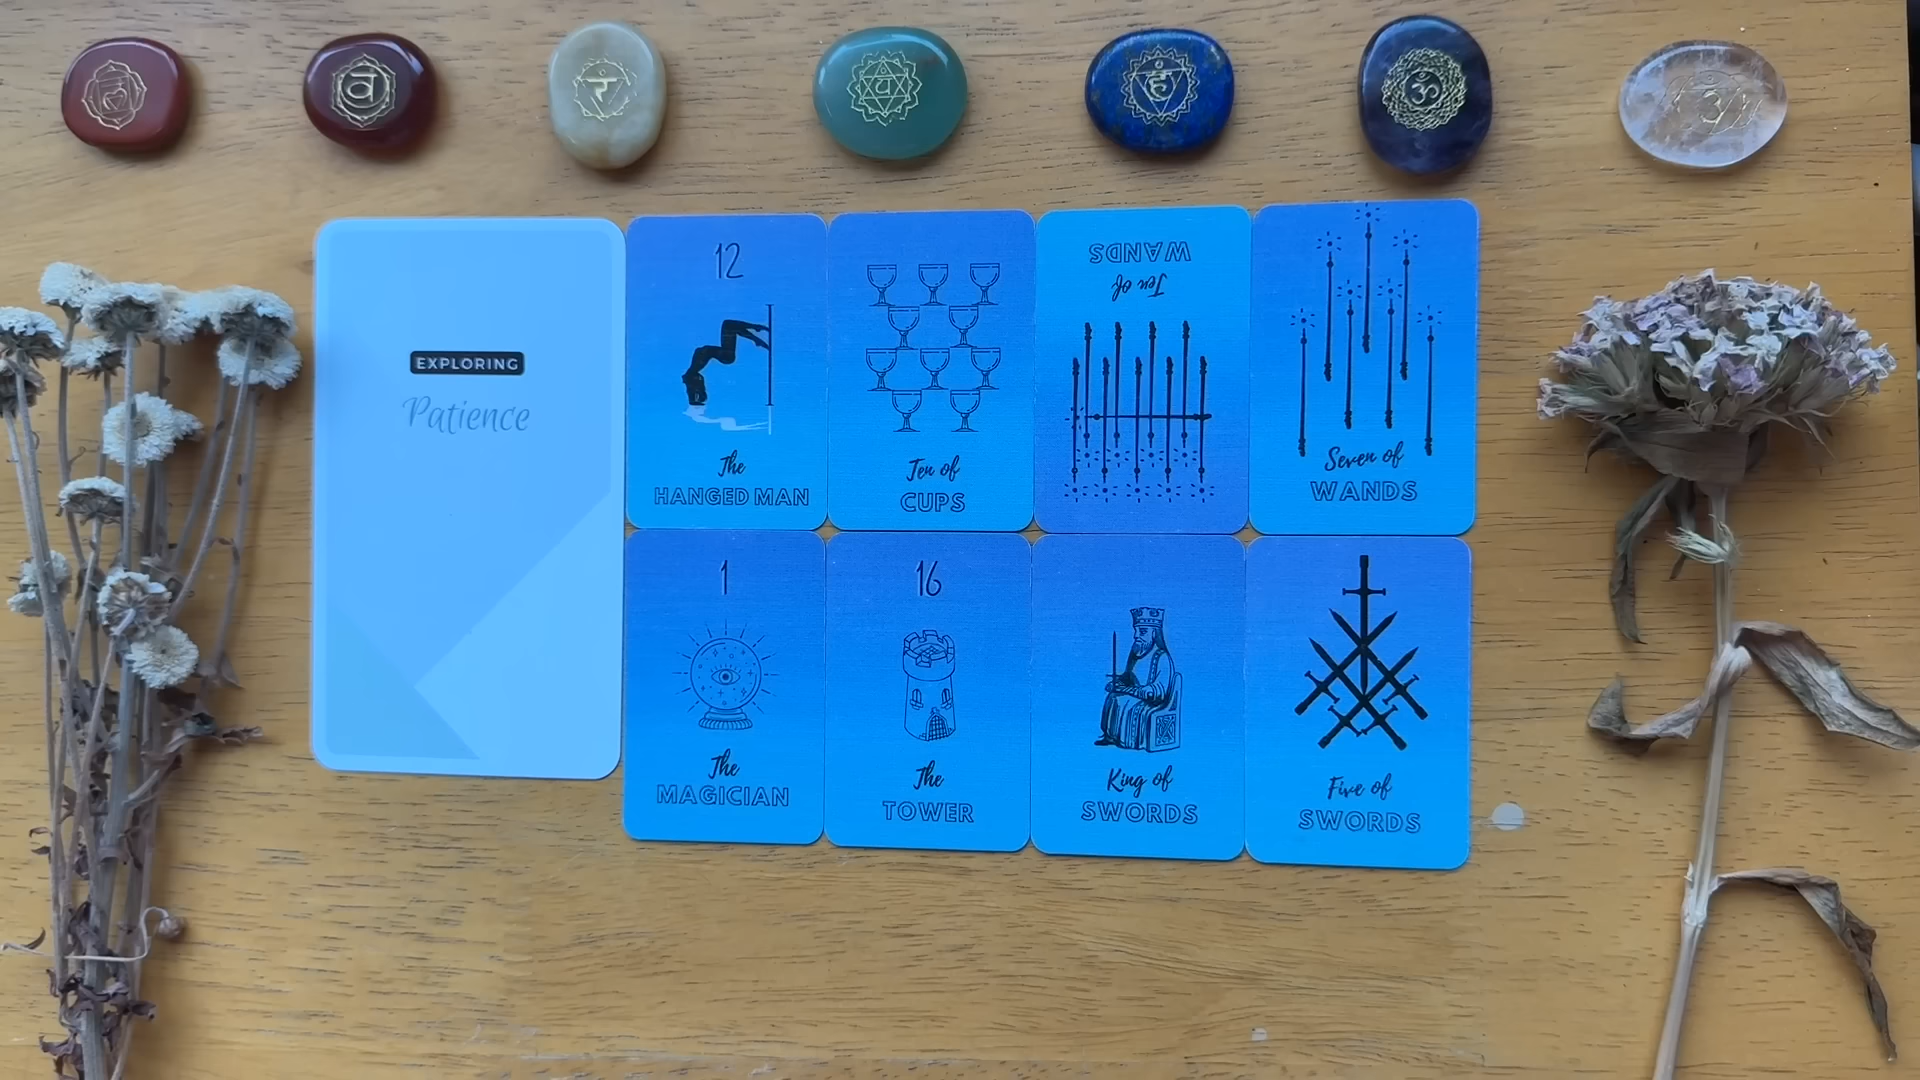 वं
रं
यं
हं
ॐ
EXPLORING
Patience
12
The
HANGED MAN
Ten of
CUPS
Ten of
WANDS
Seven of
WANDS
1
The
MAGICIAN
16
The
TOWER
King of
SWORDS
Five of
SWORDS